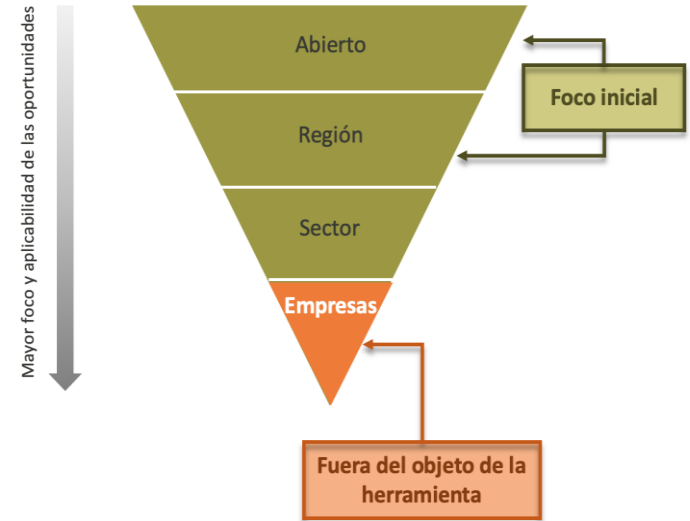 Mayor foco y aplicabilidad de las oportunidades
Abierto
Foco inicial
Región
Sector
Empresas
Fuera del objeto de la
herramienta